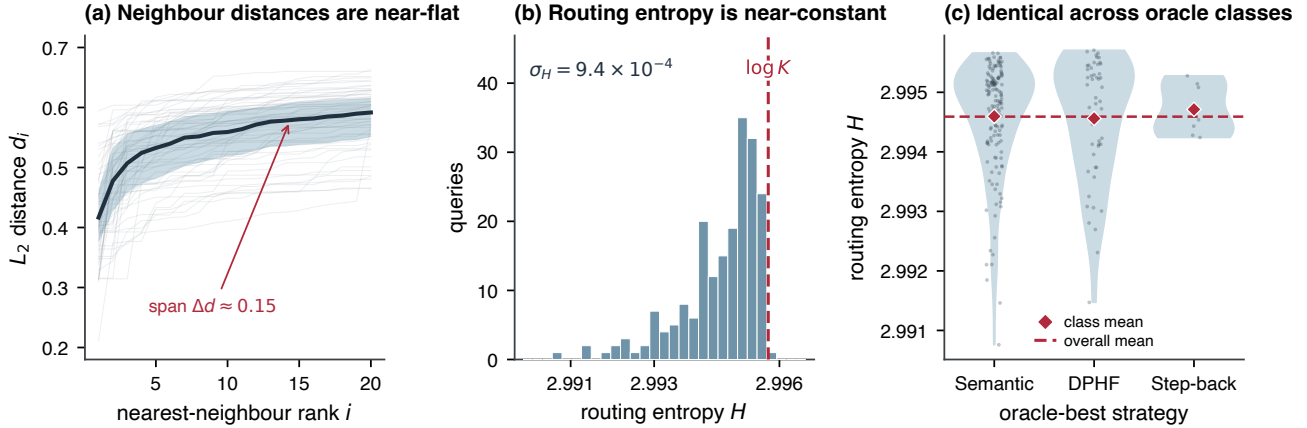 (a) Neighbour distances are near-flat
0.7
0.6
0.5
0.4
0.3
0.2
L₂ distance dᵢ
span Δd ≈ 0.15
5
10
15
20
nearest-neighbour rank i
(b) Routing entropy is near-constant
σ_H = 9.4 × 10⁻⁴
log K
40
30
20
10
0
queries
2.991
2.993
2.996
routing entropy H
(c) Identical across oracle classes
2.995
2.994
2.993
2.992
2.991
routing entropy H
class mean
overall mean
Semantic
DPHF
Step-back
oracle-best strategy